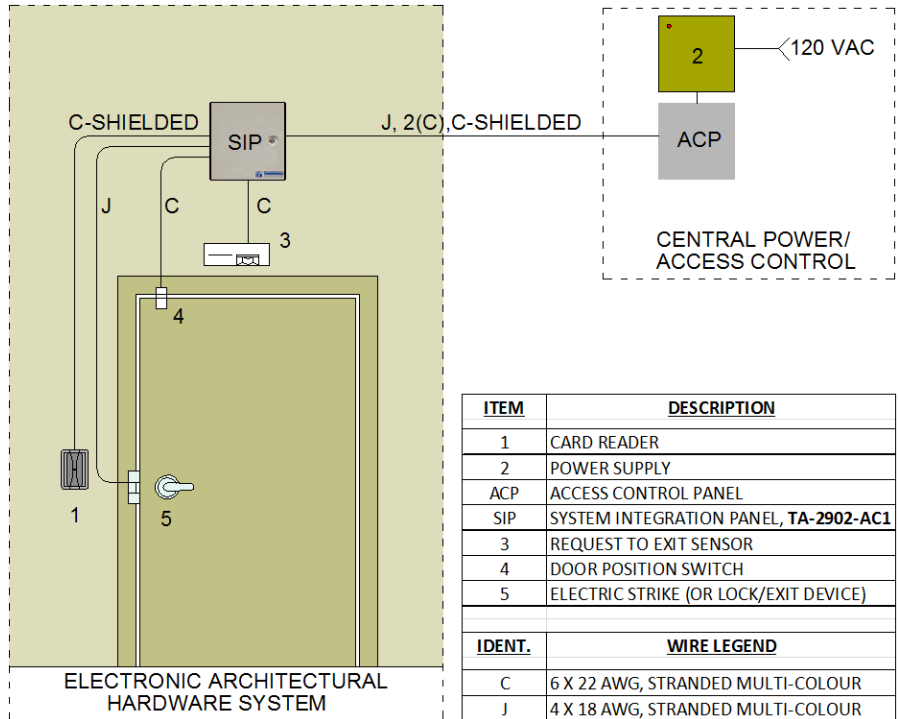 2
120 VAC
C-SHIELDED
SIP
J, 2(C),C-SHIELDED
ACP
J
C
C
3
CENTRAL POWER/
ACCESS CONTROL
4
1
5
ITEM DESCRIPTION
1 CARD READER
2 POWER SUPPLY
ACP ACCESS CONTROL PANEL
SIP SYSTEM INTEGRATION PANEL, TA-2902-AC1
3 REQUEST TO EXIT SENSOR
4 DOOR POSITION SWITCH
5 ELECTRIC STRIKE (OR LOCK/EXIT DEVICE)
IDENT. WIRE LEGEND
C 6 X 22 AWG, STRANDED MULTI-COLOUR
J 4 X 18 AWG, STRANDED MULTI-COLOUR
ELECTRONIC ARCHITECTURAL
HARDWARE SYSTEM